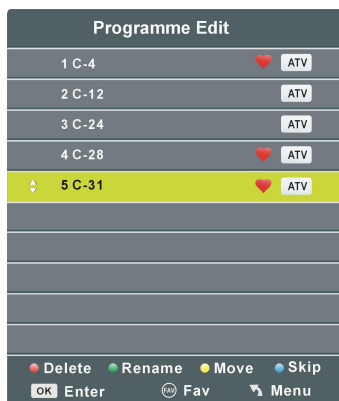 Programme Edit
1 C-4 ATV
2 C-12 ATV
3 C-24 ATV
4 C-28 ATV
5 C-31 ATV
Delete Rename Move Skip
OK Enter FAV Fav Menu